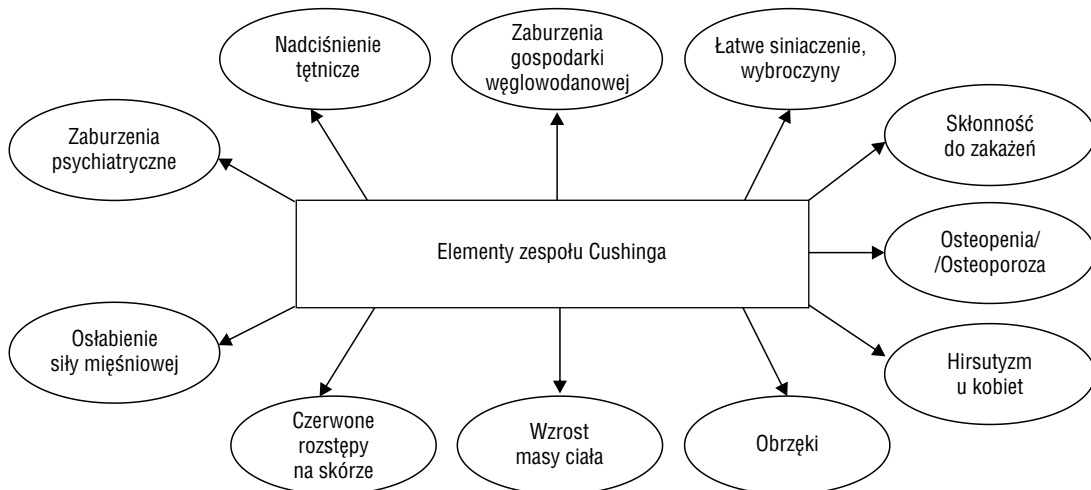 Nadciśnienie
tętnicze
Zaburzenia
gospodarki
węglowodanowej
Łatwe siniaczenie,
wybroczyny
Zaburzenia
psychiatryczne
Skłonność
do zakażeń
Elementy zespołu Cushinga
Osteopenia/
/Osteoporoza
Osłabienie
siły mięśniowej
Hirsutyzm
u kobiet
Czerwone
rozstępy
na skórze
Wzrost
masy ciała
Obrzęki